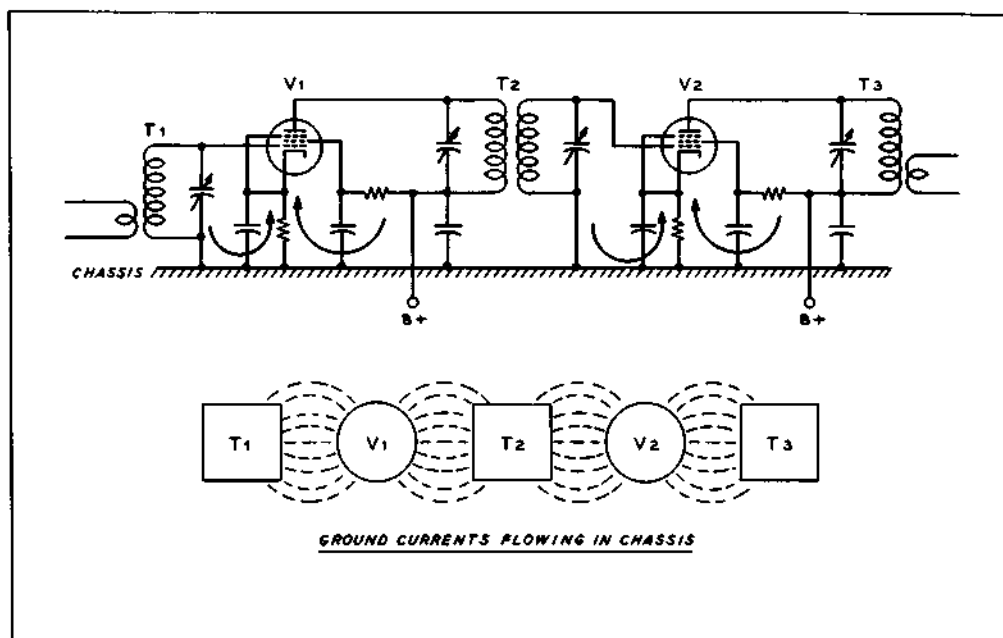 V1
T2
V2
T3
T1
CHASSIS
B+
B+
T1
V1
T2
V2
T3
GROUND CURRENTS FLOWING IN CHASSIS